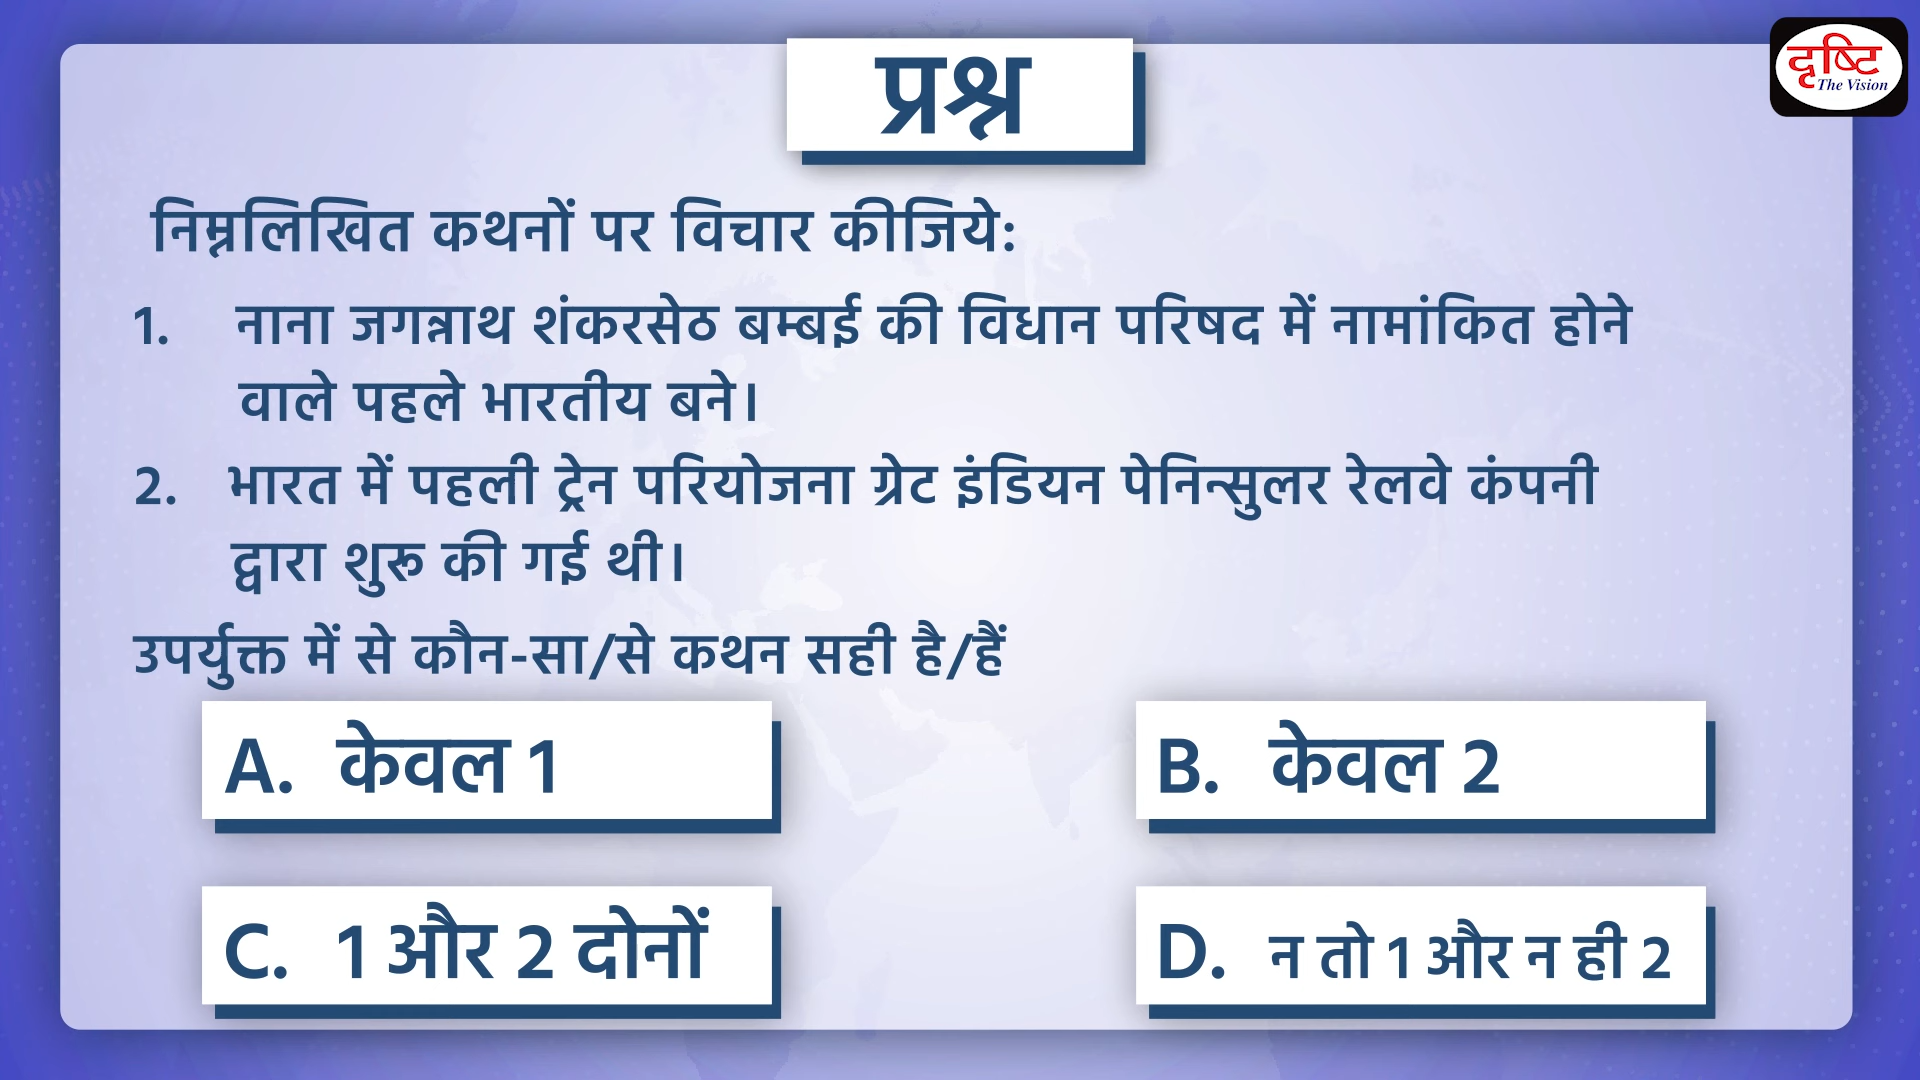 प्रश्न
दृष्टि
The Vision
निम्नलिखित कथनों पर विचार कीजिये:
1. नाना जगन्नाथ शंकरसेठ बम्बई की विधान परिषद में नामांकित होने
वाले पहले भारतीय बने।
2. भारत में पहली ट्रेन परियोजना ग्रेट इंडियन पेनिन्सुलर रेलवे कंपनी
द्वारा शुरू की गई थी।
उपर्युक्त में से कौन-सा/से कथन सही है/हैं
A. केवल 1
B. केवल 2
C. 1 और 2 दोनों
D. न तो 1 और न ही 2